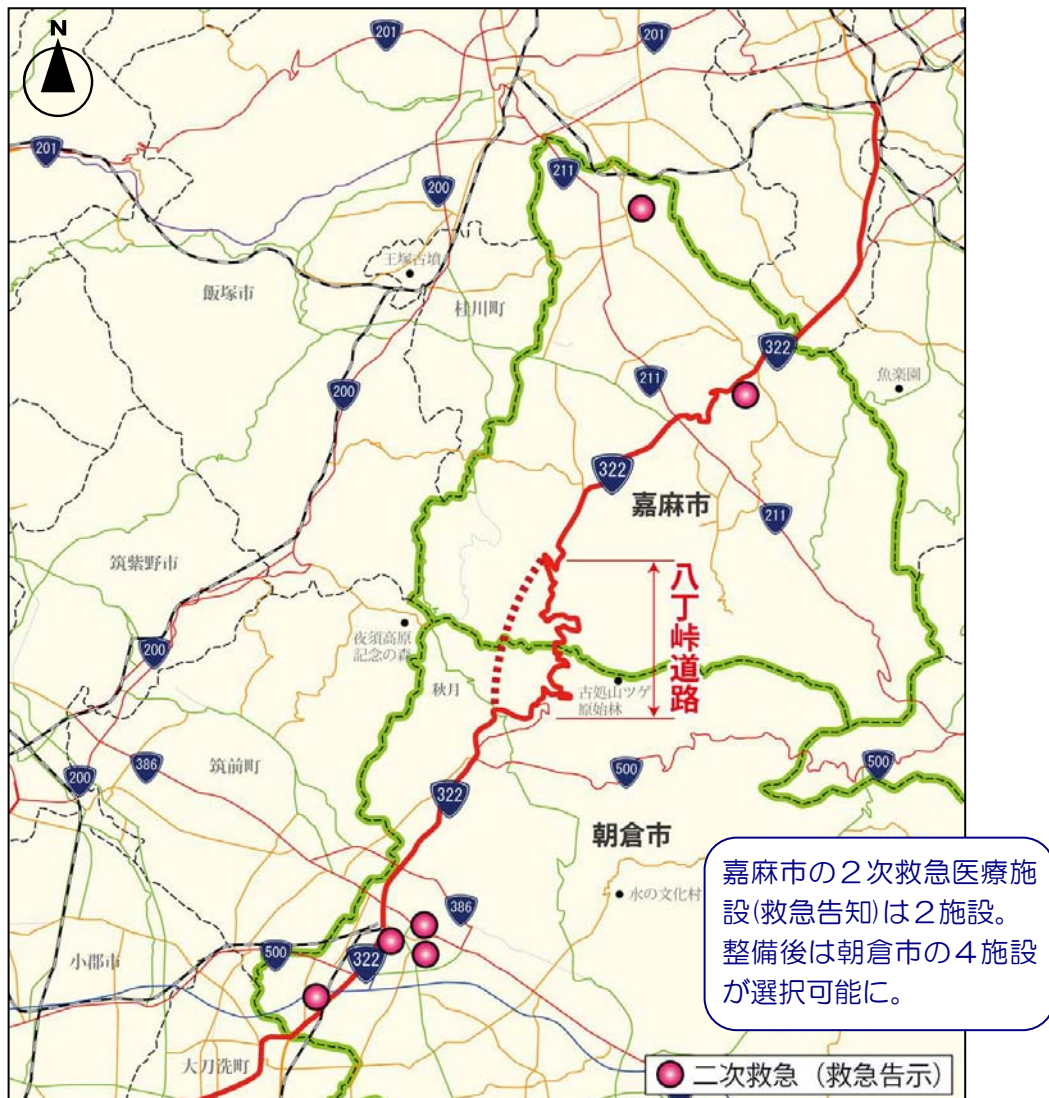 N
201
201
201
211
200
王塚古墳
飯塚市
桂川町
322
211
魚楽園
200
322
嘉麻市
211
筑紫野市
八丁峠道路
夜須高原
記念の森
200
秋月
古処山ツゲ
原始林
386
200
筑前町
500
500
322
朝倉市
水の文化村
386
小郡市
500
322
大刀洗町
嘉麻市の２次救急医療施
設(救急告知)は２施設。
整備後は朝倉市の４施設
が選択可能に。
二次救急（救急告示）